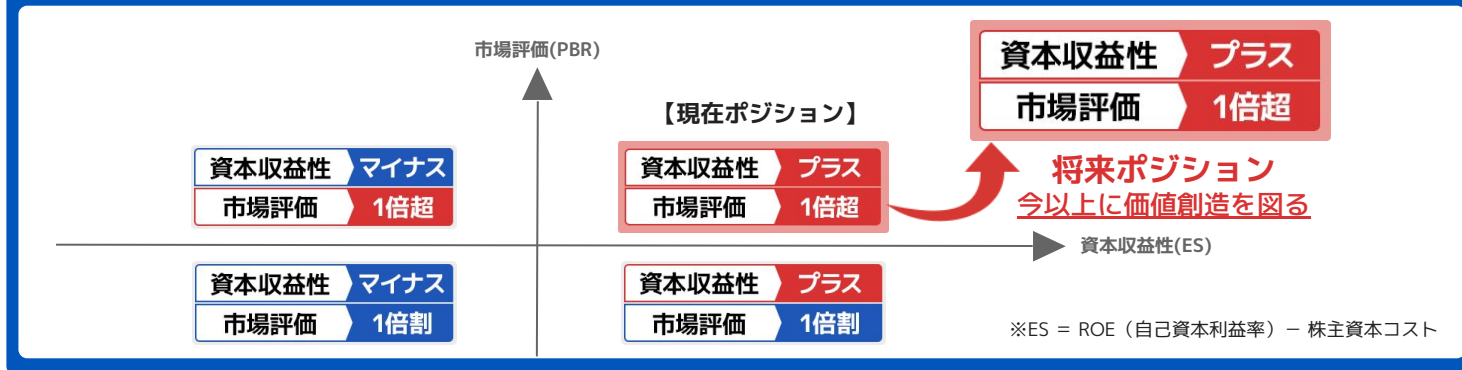 市場評価(PBR)
資本収益性 プラス
市場評価 1倍超
【現在ポジション】
資本収益性 マイナス
市場評価 1倍超
資本収益性 プラス
市場評価 1倍超
将来ポジション
今以上に価値創造を図る
資本収益性(ES)
資本収益性 マイナス
市場評価 1倍割
資本収益性 プラス
市場評価 1倍割
※ES = ROE（自己資本利益率）− 株主資本コスト